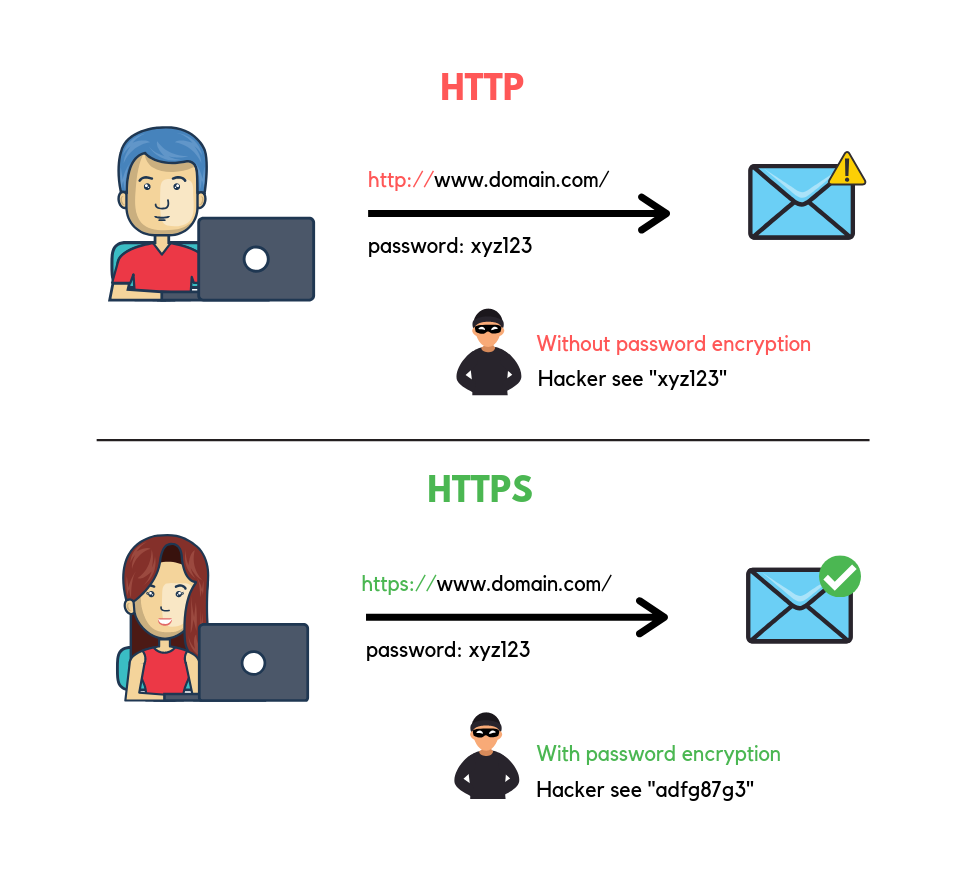 HTTP
http://www.domain.com/
password: xyz123
Without password encryption
Hacker see "xyz123"
HTTPS
https://www.domain.com/
password: xyz123
With password encryption
Hacker see "adfg87g3"